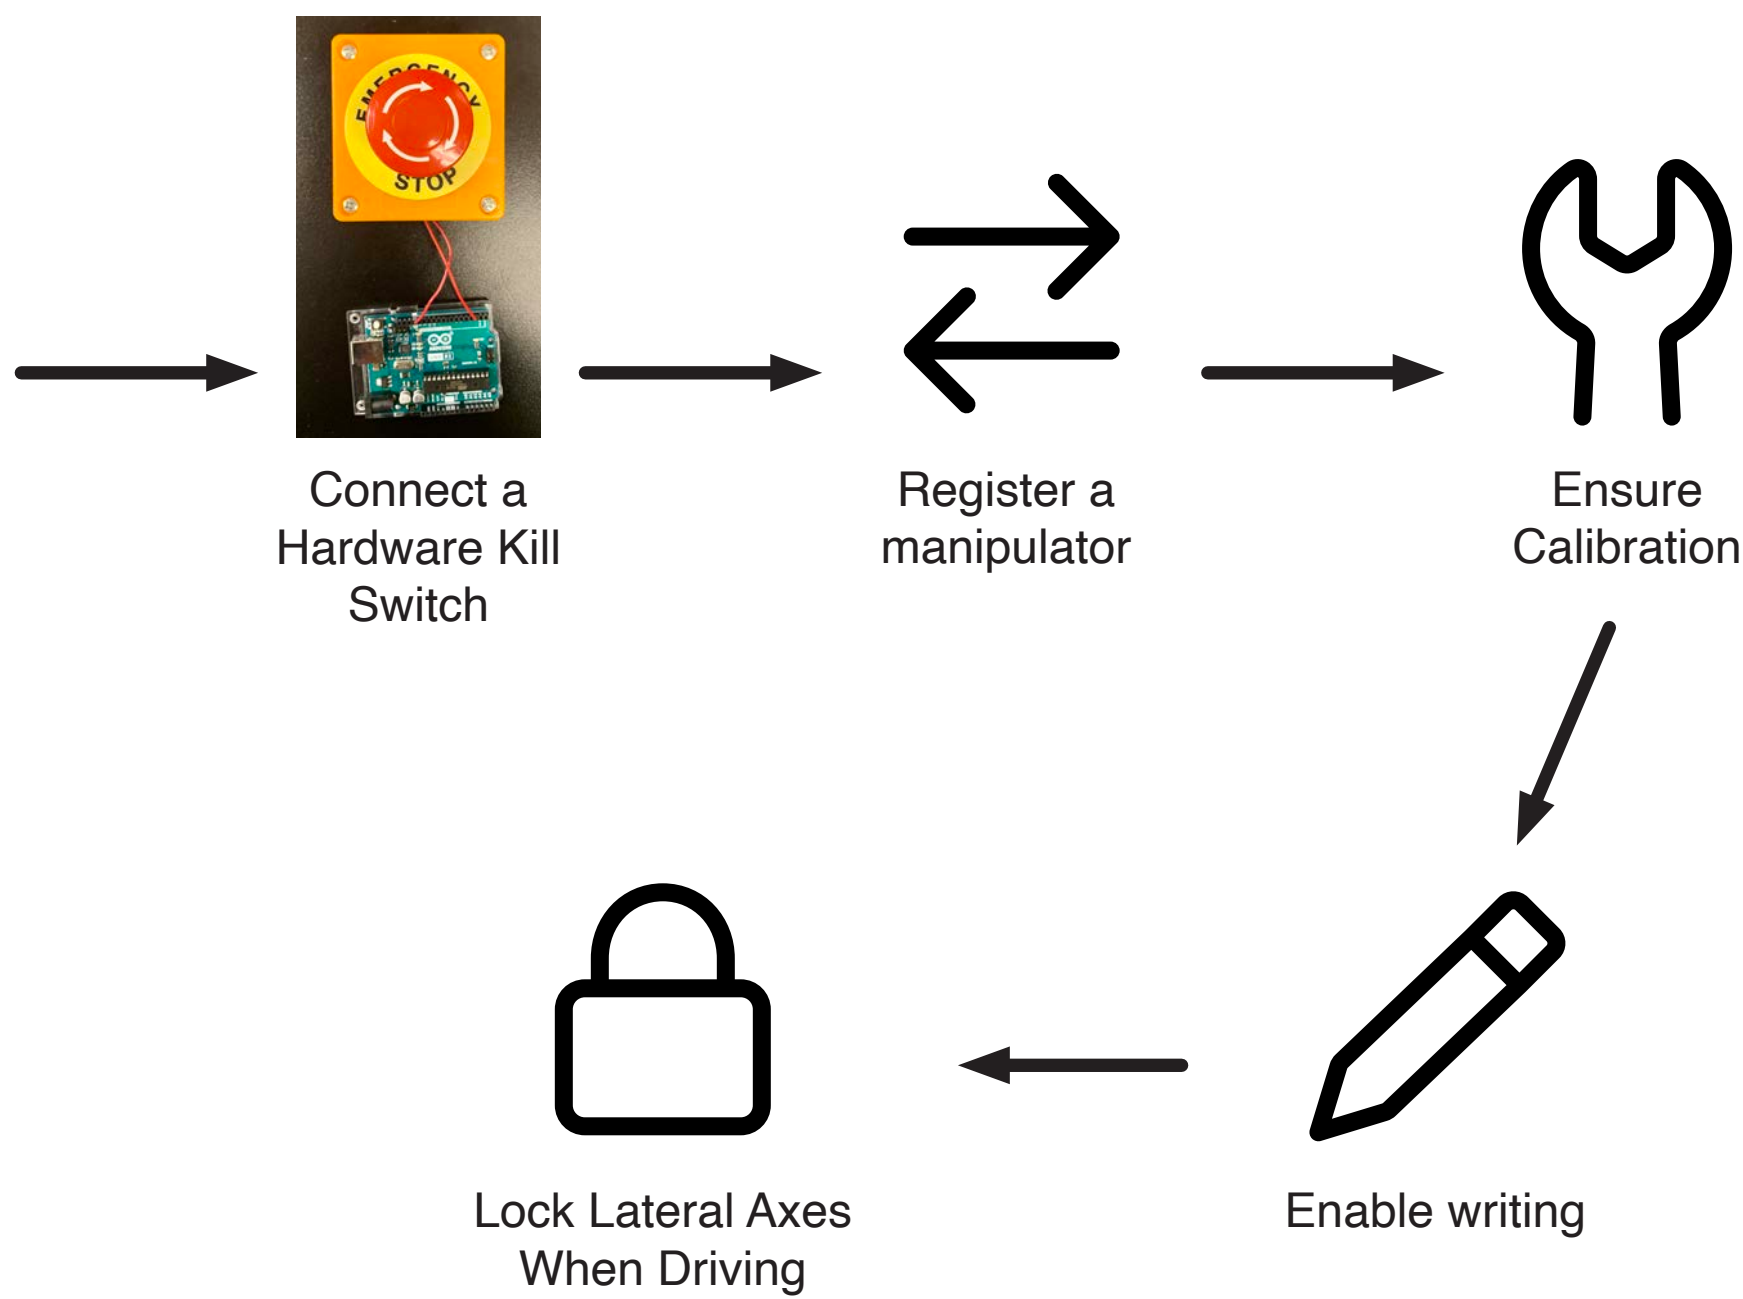 EMERGENCY
STOP
Connect a
Hardware Kill
Switch
Register a
manipulator
Ensure
Calibration
Enable writing
Lock Lateral Axes
When Driving